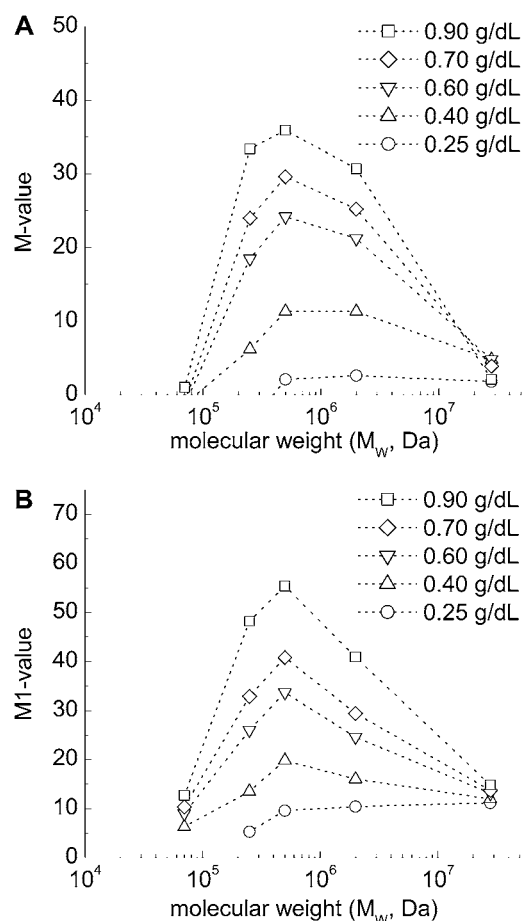 A
50
40
30
20
10
0
M-value
0.90 g/dL
0.70 g/dL
0.60 g/dL
0.40 g/dL
0.25 g/dL
10^4 10^5 10^6 10^7
molecular weight (M_W, Da)
B
70
60
50
40
30
20
10
0
M1-value
0.90 g/dL
0.70 g/dL
0.60 g/dL
0.40 g/dL
0.25 g/dL
10^4 10^5 10^6 10^7
molecular weight (M_W, Da)